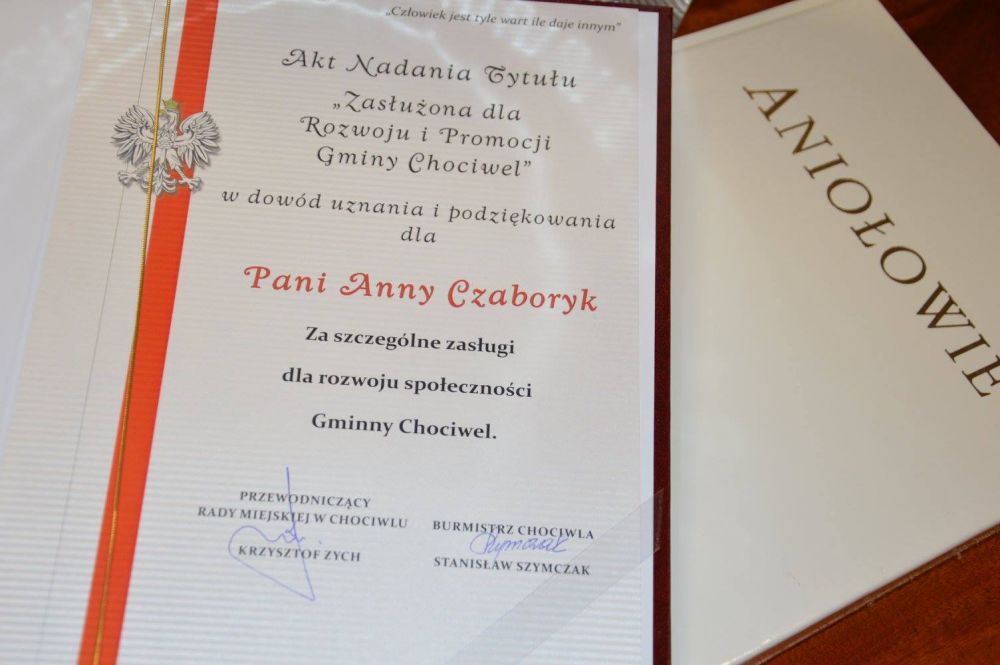 „Człowiek jest tyle wart ile daje innym"
Akt Nadania Tytułu
„Zasłużona dla
Rozwoju i Promocji
Gminy Chociwel”
w dowód uznania i podziękowania
dla
Pani Anny Czaboryk
Za szczególne zasługi
dla rozwoju społeczności
Gminny Chociwel.
PRZEWODNICZĄCY
RADY MIEJSKIEJ W CHOCIWLU
KRZYSZTOF ZYCH
BURMISTRZ CHOCIWLA
STANISŁAW SZYMCZAK
ANIOŁOWIE